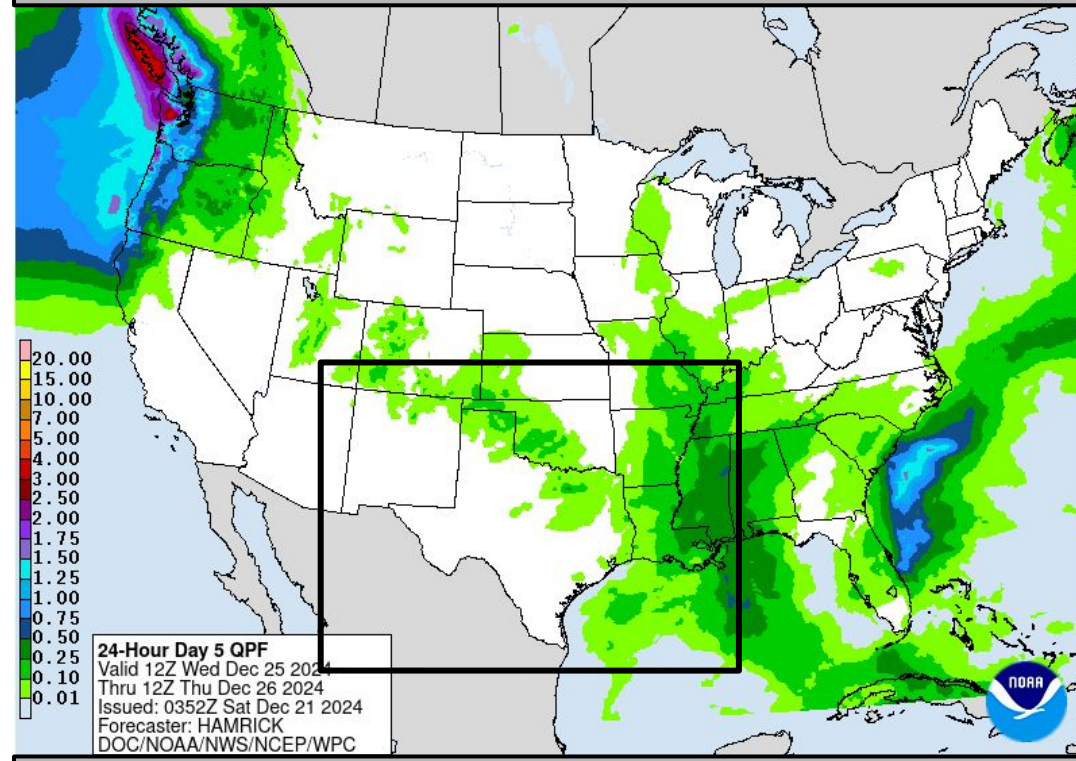 20.00
15.00
10.00
7.00
5.00
4.00
3.00
2.50
2.00
1.75
1.50
1.25
1.00
0.75
0.50
0.25
0.10
0.01
24-Hour Day 5 QPF
Valid 12Z Wed Dec 25 2024
Thru 12Z Thu Dec 26 2024
Issued: 0352Z Sat Dec 21 2024
Forecaster: HAMRICK
DOC/NOAA/NWS/NCEP/WPC
NOAA